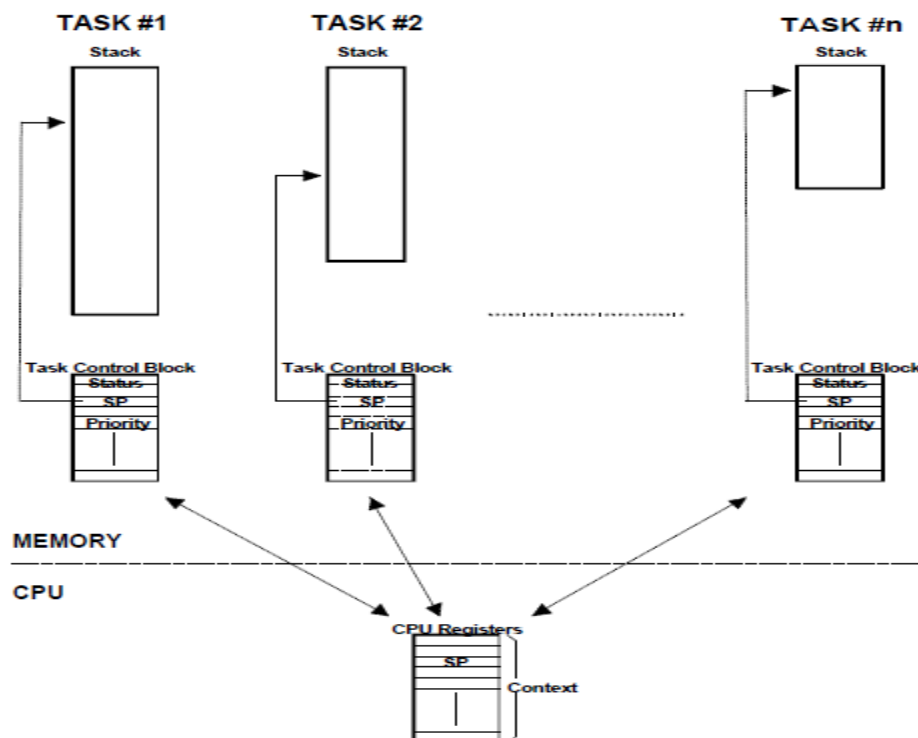 TASK #1
Stack
TASK #2
Stack
TASK #n
Stack
Task Control Block
Status
SP
Priority
Task Control Block
Status
SP
Priority
Task Control Block
Status
SP
Priority
MEMORY
CPU
CPU Registers
SP
Context